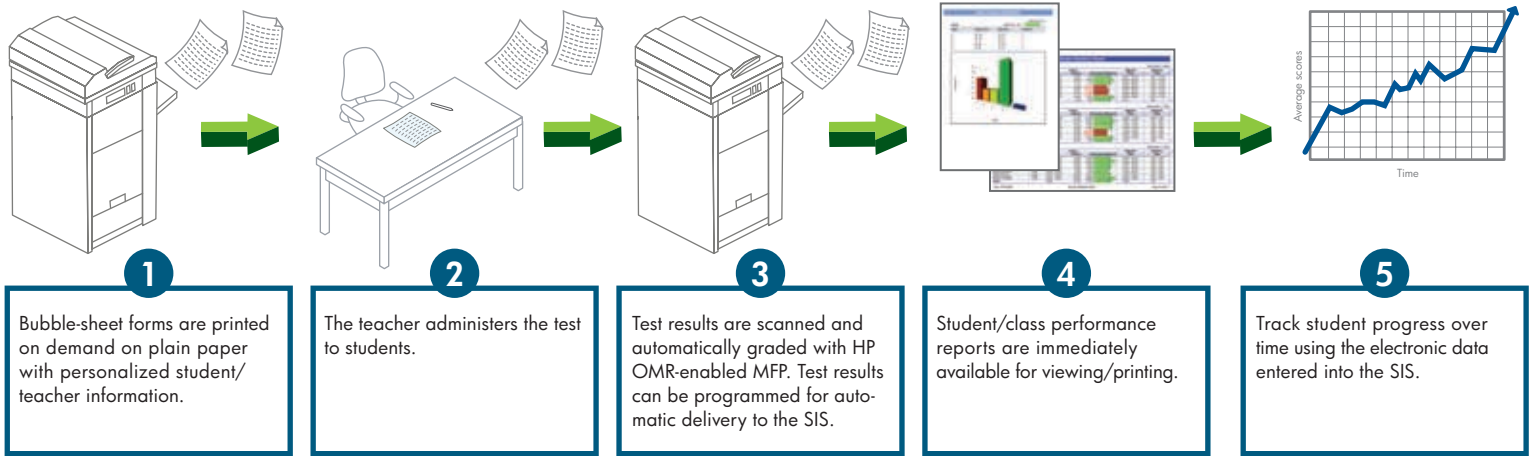 Average scores
Time
1
Bubble-sheet forms are printed
on demand on plain paper
with personalized student/
teacher information.
2
The teacher administers the test
to students.
3
Test results are scanned and
automatically graded with HP
OMR-enabled MFP. Test results
can be programmed for auto-
matic delivery to the SIS.
4
Student/class performance
reports are immediately
available for viewing/printing.
5
Track student progress over
time using the electronic data
entered into the SIS.